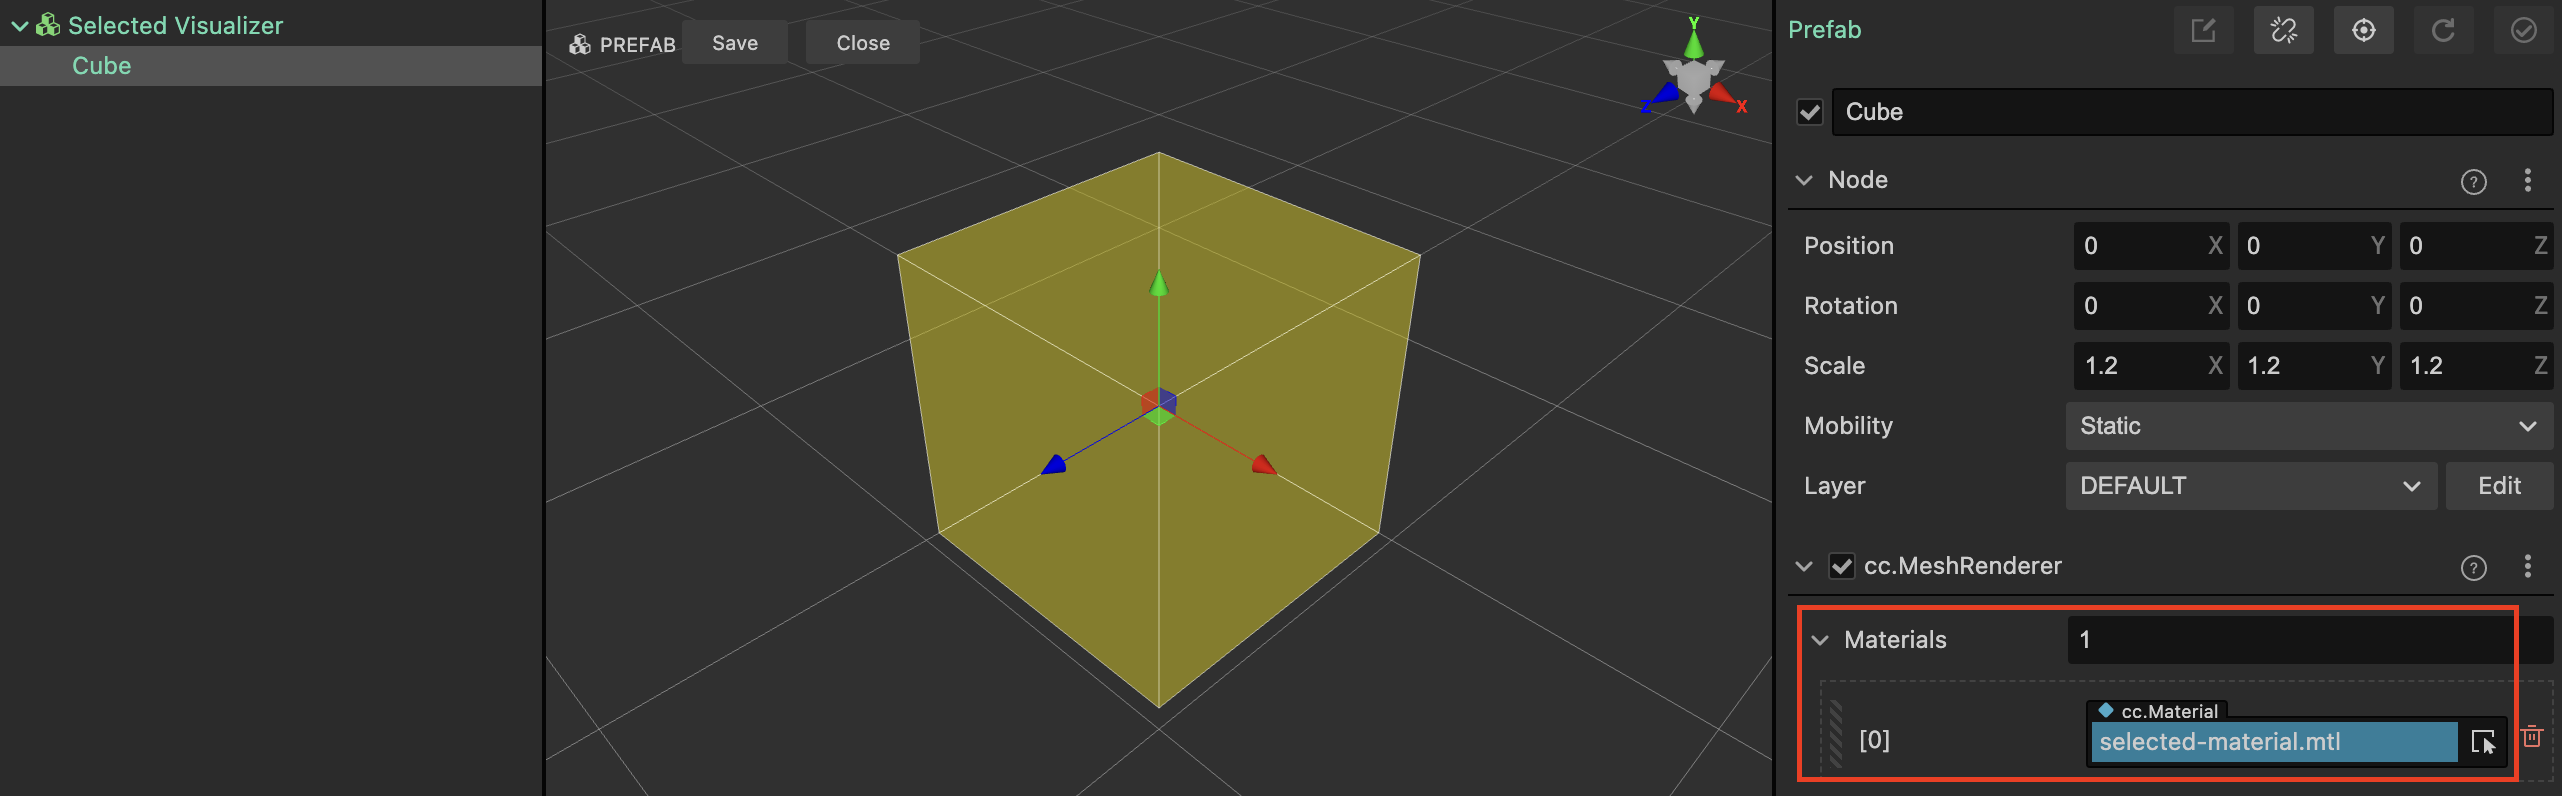 Selected Visualizer
Cube
PREFAB Save Close
Y
Z X
Prefab
Cube
Node ?
Position 0 X 0 Y 0 Z
Rotation 0 X 0 Y 0 Z
Scale 1.2 X 1.2 Y 1.2 Z
Mobility Static
Layer DEFAULT Edit
cc.MeshRenderer ?
Materials 1
cc.Material
[0] selected-material.mtl